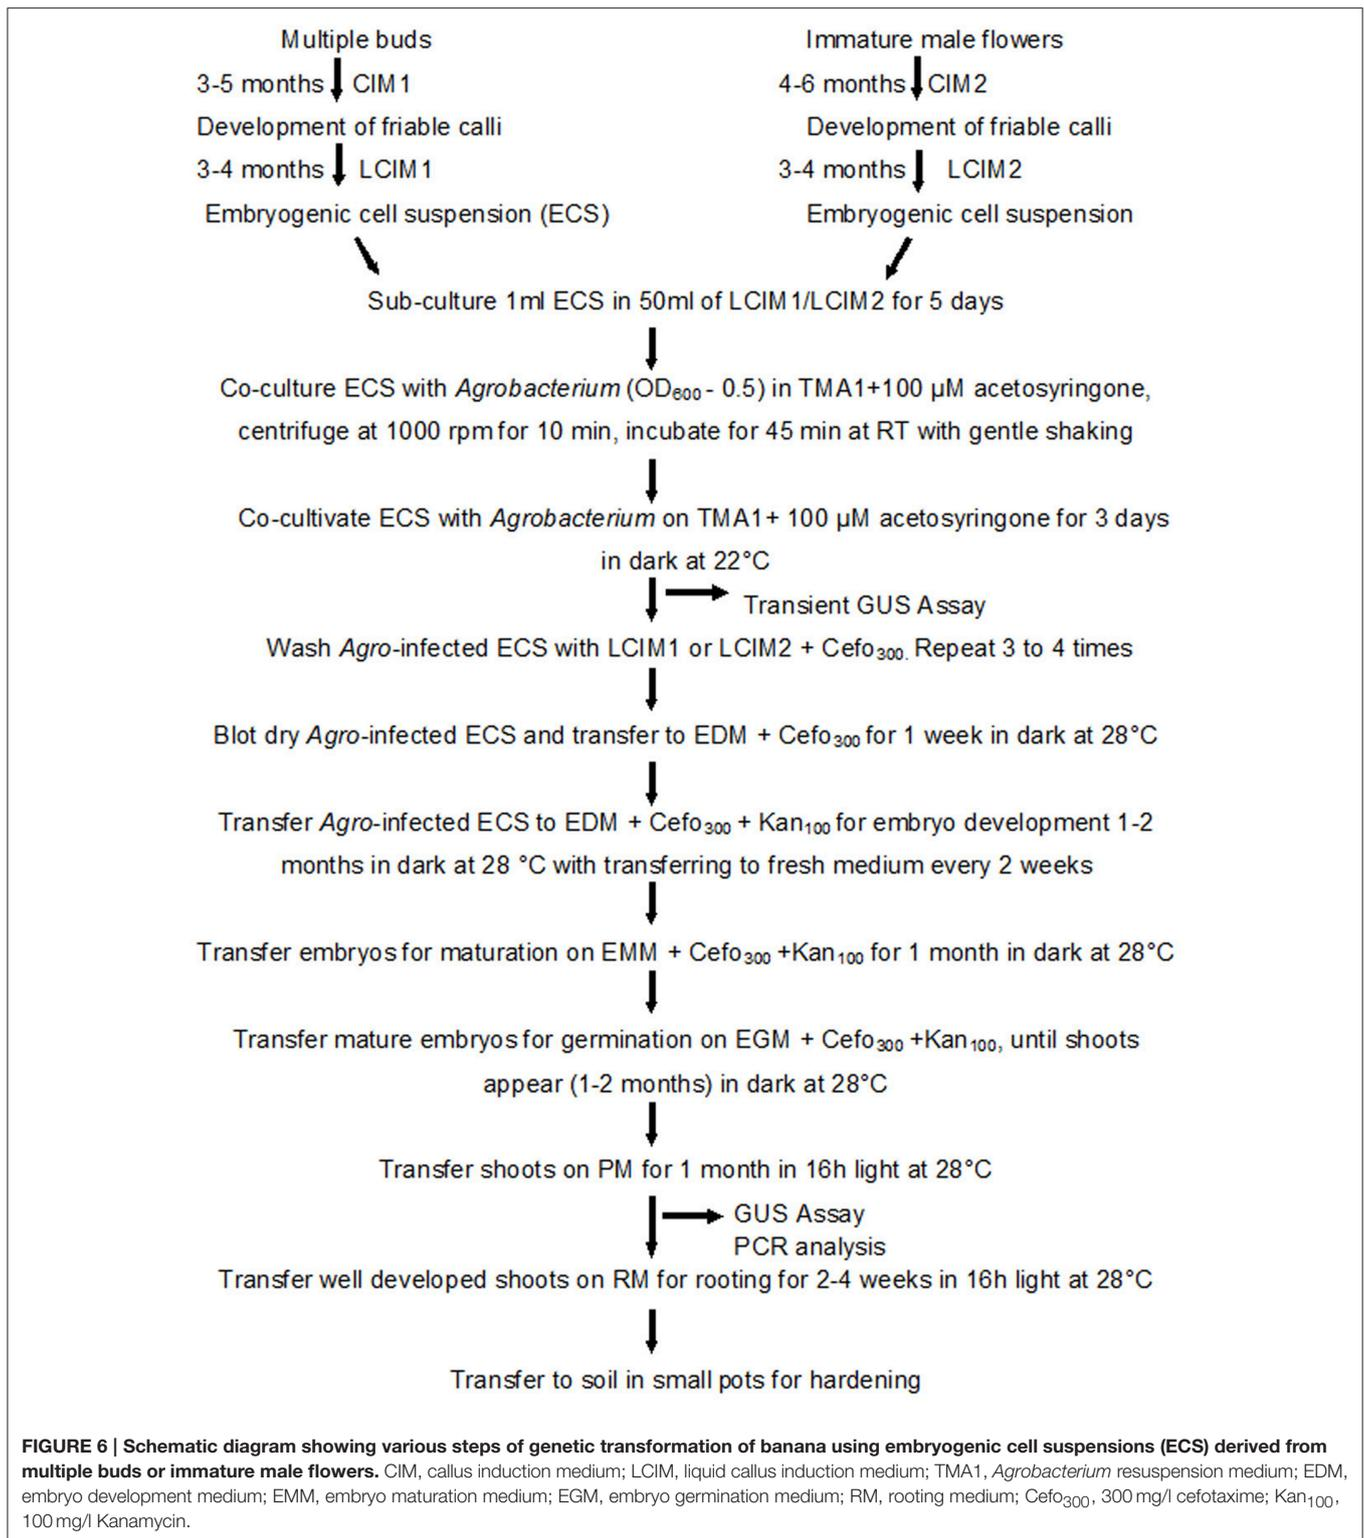 Multiple buds
3-5 months CIM1
Development of friable calli
3-4 months LCIM1
Embryogenic cell suspension (ECS)
Immature male flowers
4-6 months CIM2
Development of friable calli
3-4 months LCIM2
Embryogenic cell suspension
Sub-culture 1ml ECS in 50ml of LCIM1/LCIM2 for 5 days
Co-culture ECS with Agrobacterium (OD600 - 0.5) in TMA1+100 µM acetosyringone,
centrifuge at 1000 rpm for 10 min, incubate for 45 min at RT with gentle shaking
Co-cultivate ECS with Agrobacterium on TMA1+ 100 µM acetosyringone for 3 days
in dark at 22°C
Transient GUS Assay
Wash Agro-infected ECS with LCIM1 or LCIM2 + Cefo300. Repeat 3 to 4 times
Blot dry Agro-infected ECS and transfer to EDM + Cefo300 for 1 week in dark at 28°C
Transfer Agro-infected ECS to EDM + Cefo300 + Kan100 for embryo development 1-2
months in dark at 28 °C with transferring to fresh medium every 2 weeks
Transfer embryos for maturation on EMM + Cefo300 +Kan100 for 1 month in dark at 28°C
Transfer mature embryos for germination on EGM + Cefo300 +Kan100, until shoots
appear (1-2 months) in dark at 28°C
Transfer shoots on PM for 1 month in 16h light at 28°C
GUS Assay
PCR analysis
Transfer well developed shoots on RM for rooting for 2-4 weeks in 16h light at 28°C
Transfer to soil in small pots for hardening
FIGURE 6 | Schematic diagram showing various steps of genetic transformation of banana using embryogenic cell suspensions (ECS) derived from
multiple buds or immature male flowers. CIM, callus induction medium; LCIM, liquid callus induction medium; TMA1, Agrobacterium resuspension medium; EDM,
embryo development medium; EMM, embryo maturation medium; EGM, embryo germination medium; RM, rooting medium; Cefo300, 300 mg/l cefotaxime; Kan100,
100 mg/l Kanamycin.